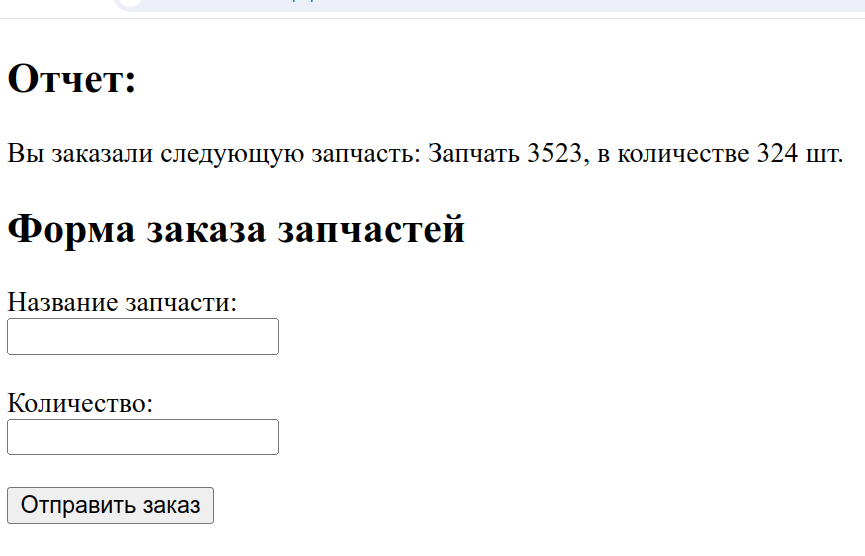 Отчет:
Вы заказали следующую запчасть: Запчать 3523, в количестве 324 шт.
Форма заказа запчастей
Название запчасти:
Количество:
Отправить заказ